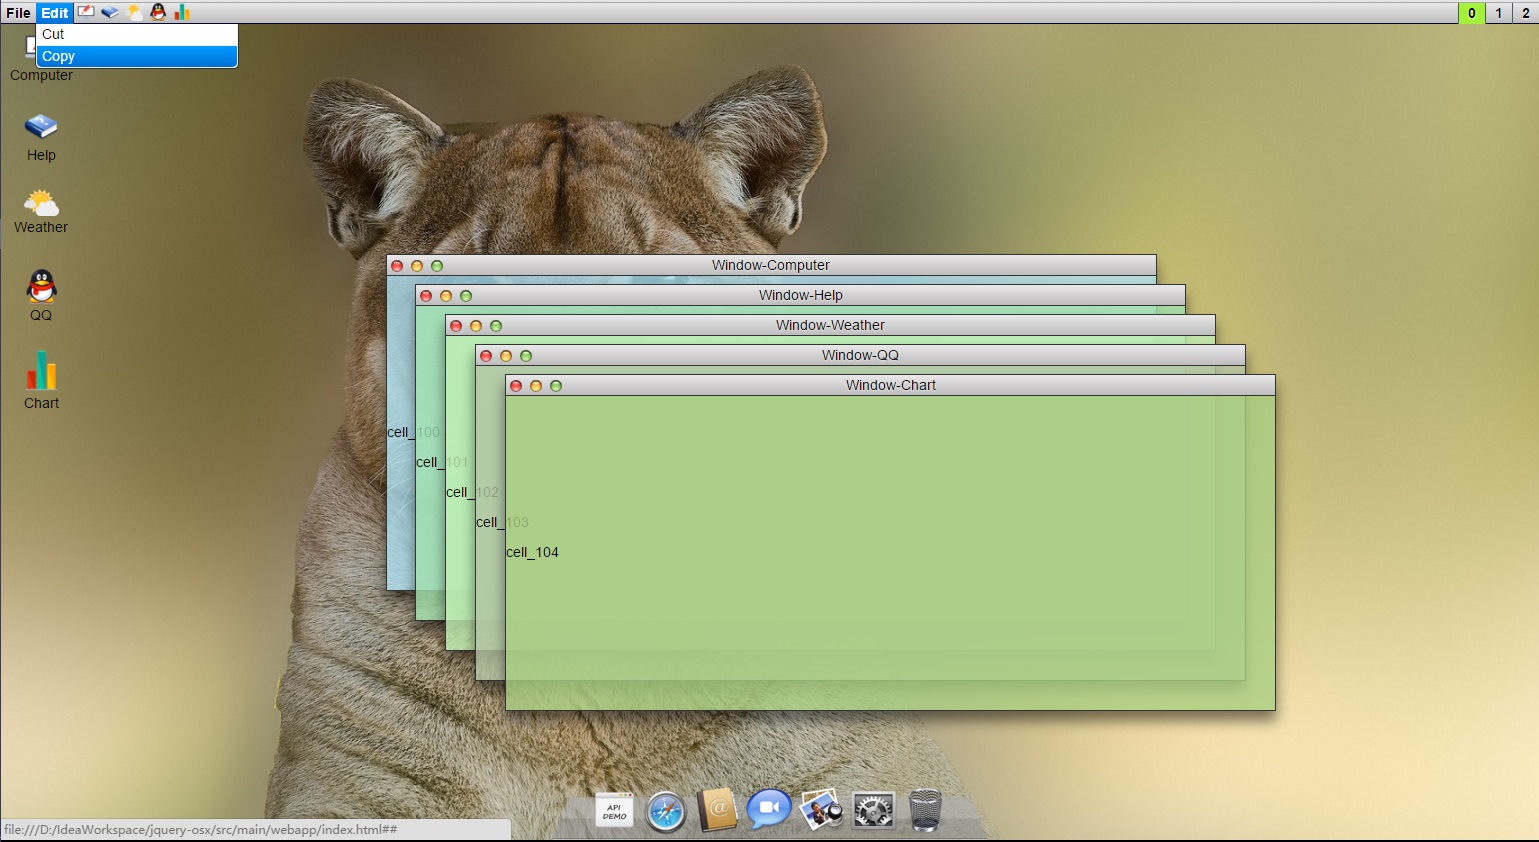 File Edit
0 1 2
Cut
Copy
Computer
Help
Weather
QQ
Chart
Window-Computer
Window-Help
Window-Weather
Window-QQ
Window-Chart
cell_100
cell_101
cell_102
cell_103
cell_104
API
DEMO
file:///D:/IdeaWorkspace/jquery-osx/src/main/webapp/index.html##